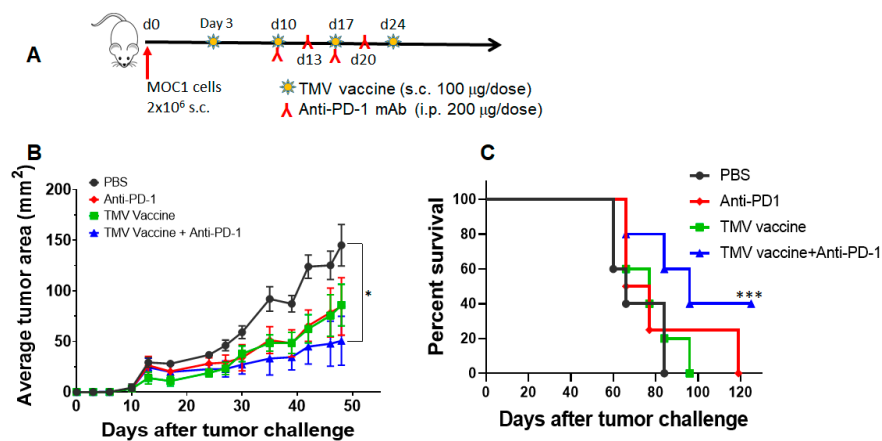 A
d0
Day 3
d10
d17
d24
d13
d20
MOC1 cells
2x10⁶ s.c.
TMV vaccine (s.c. 100 μg/dose)
Anti-PD-1 mAb (i.p. 200 μg/dose)
B
PBS
Anti-PD-1
TMV Vaccine
TMV Vaccine + Anti-PD-1
Average tumor area (mm²)
200
150
100
50
0
*
0 10 20 30 40 50
Days after tumor challenge
C
PBS
Anti-PD1
TMV vaccine
TMV vaccine+Anti-PD-1
Percent survival
100
80
60
40
20
0
***
0 20 40 60 80 100 120
Days after tumor challenge